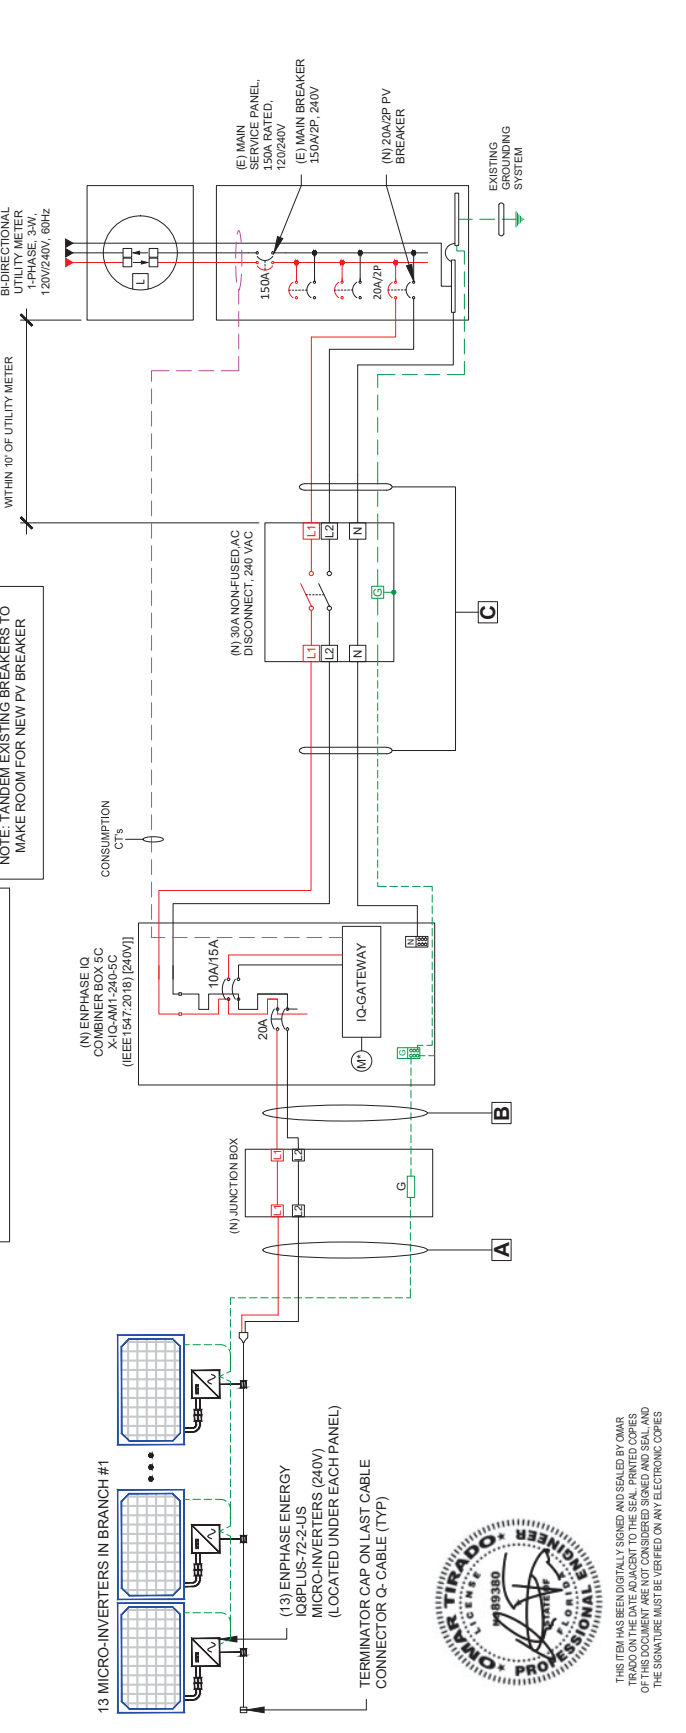 13 MICRO-INVERTERS IN BRANCH #1
(13) ENPHASE ENERGY
IQ8PLUS-72-2-US
MICRO-INVERTERS (240V)
(LOCATED UNDER EACH PANEL)
TERMINATOR CAP ON LAST CABLE
CONNECTOR Q- CABLE (TYP)
A
(N) JUNCTION BOX
L1
L1
L2
L2
G
B
(N) ENPHASE IQ
COMBINER BOX 5C
X-IQ-AM1-240-5C
(IEEE1547:2018) [240V]]
10A/15A
20A
IQ-GATEWAY
M*
N
G
CONSUMPTION
CT's
NOTE: TANDEM EXISTING BREAKERS TO
MAKE ROOM FOR NEW PV BREAKER
(N) 30A NON-FUSED,AC
DISCONNECT, 240 VAC
L1
L1
L2
L2
N
N
G
C
WITHIN 10' OF UTILITY METER
BI-DIRECTIONAL
UTILITY METER
1-PHASE, 3-W,
120V/240V, 60Hz
L
150A
20A/2P
(E) MAIN
SERVICE PANEL,
150A RATED,
120/240V
(E) MAIN BREAKER
150A/2P, 240V
(N) 20A/2P PV
BREAKER
EXISTING
GROUNDING
SYSTEM
OMAR TIRADO
LICENSE
STATE OF
FLORIDA
PROFESSIONAL ENGINEER
THIS ITEM HAS BEEN DIGITALLY SIGNED AND SEALED BY OMAR
TIRADO ON THE DATE ADJACENT TO THE SEAL. PRINTED COPIES
OF THIS DOCUMENT ARE NOT CONSIDERED SIGNED AND SEAL, AND
THE SIGNATURE MUST BE VERIFIED ON ANY ELECTRONIC COPIES